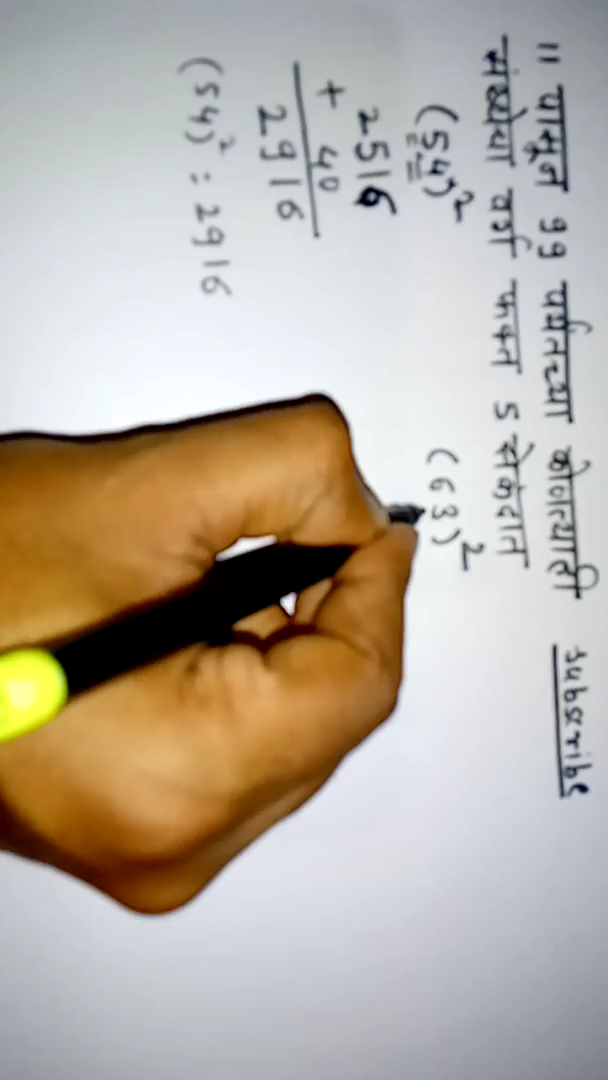 11 पासून 99 पर्यंतच्या कोणत्याही
संख्येचा वर्ग फक्त 5 सेकंदात
subscribe
(54)²
2516
+ 40
2916
(54)² : 2916
(63)²